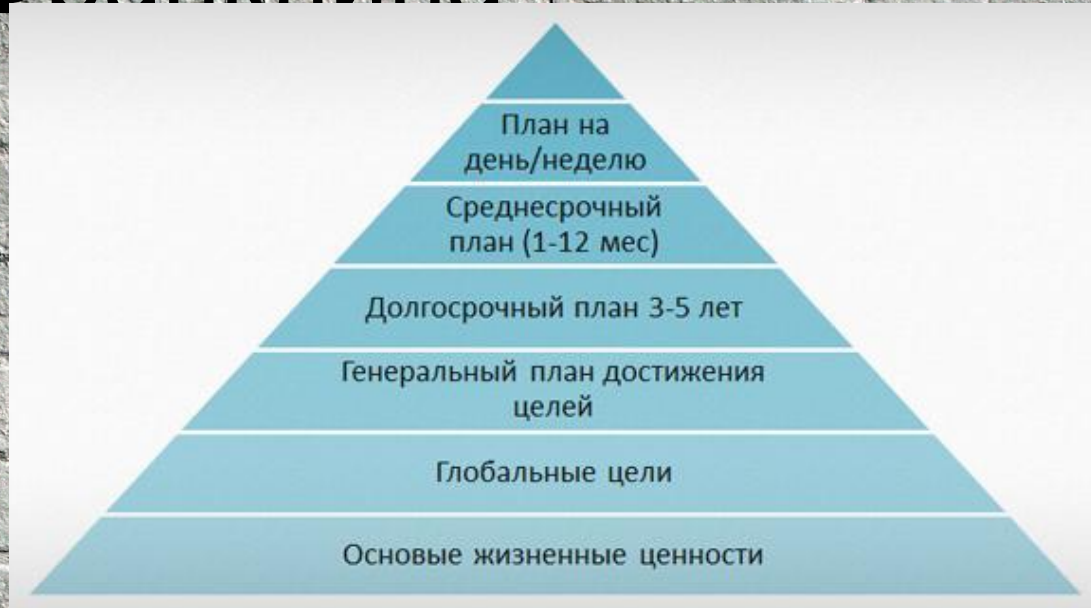 План на
день/неделю
Среднесрочный
план (1-12 мес)
Долгосрочный план 3-5 лет
Генеральный план достижения
целей
Глобальные цели
Основые жизненные ценности